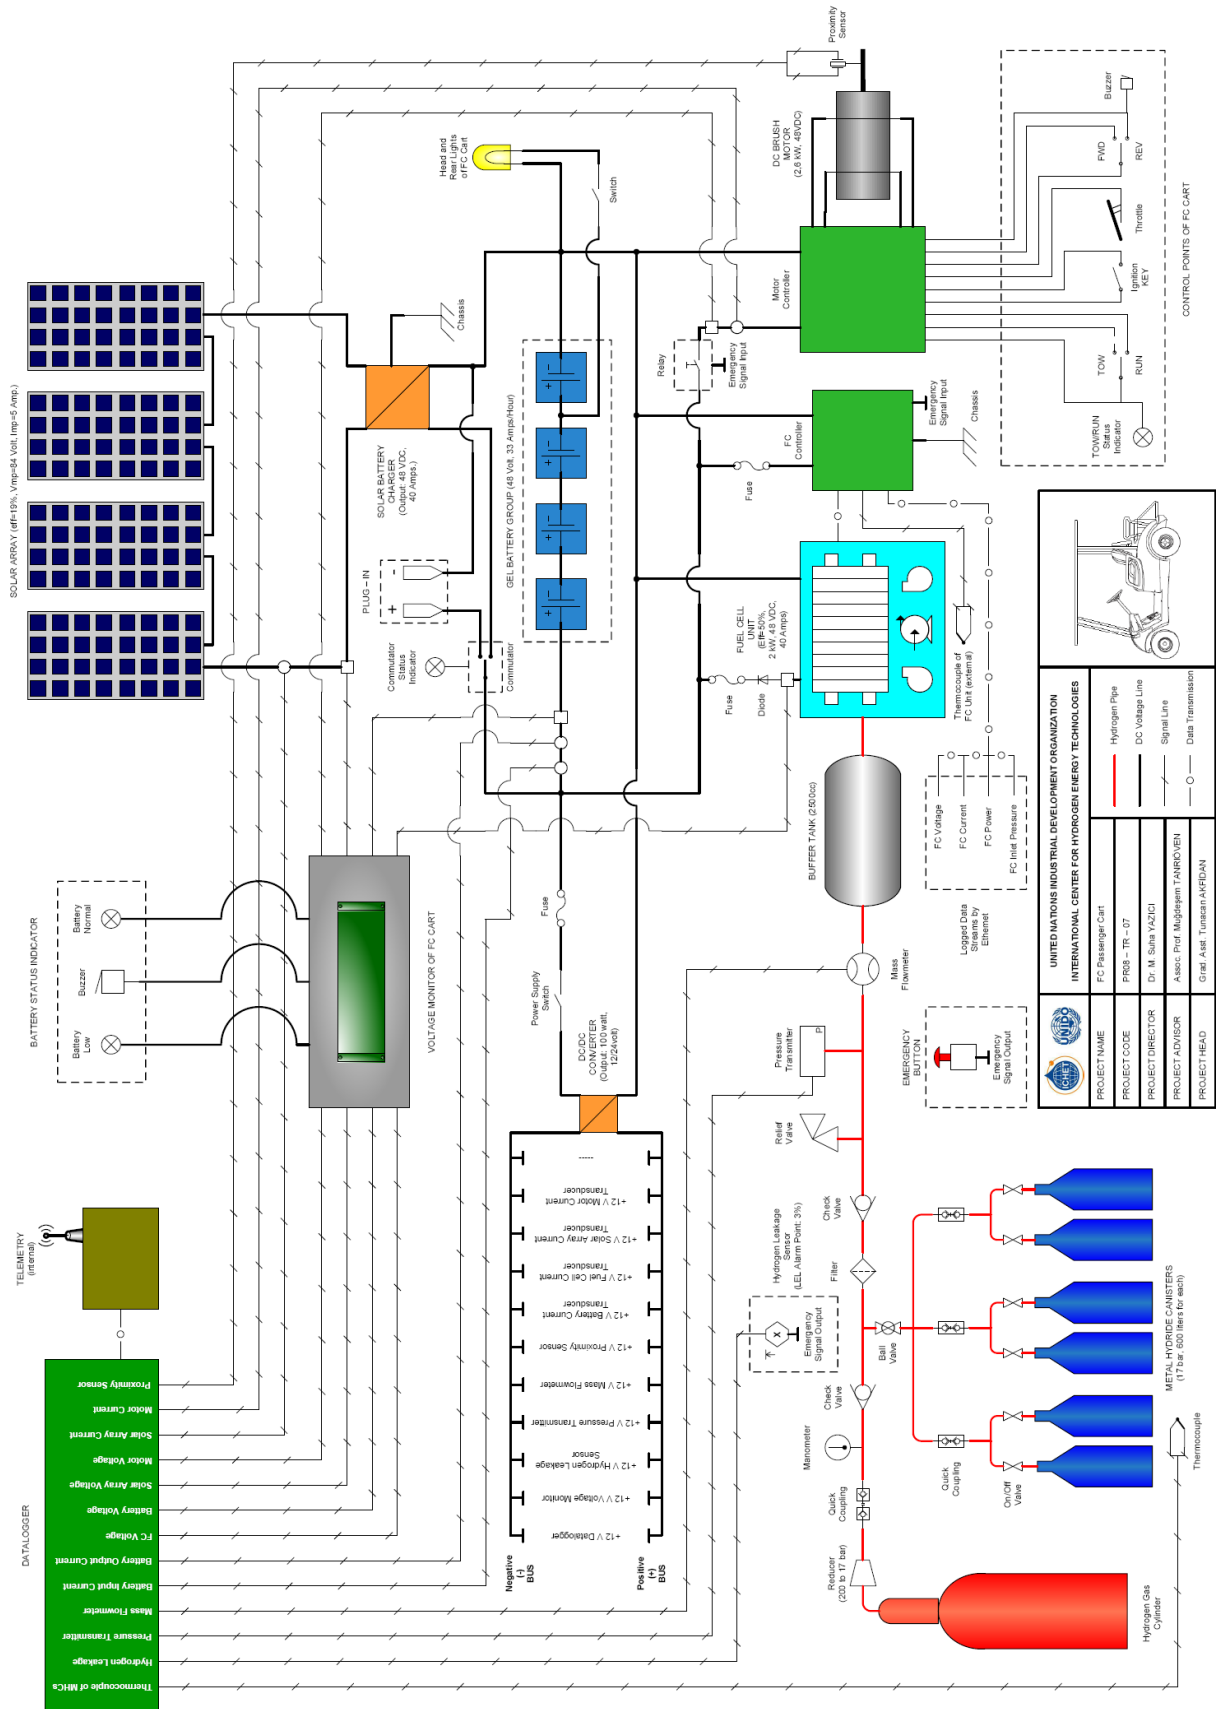 SOLAR ARRAY (eff=19%, Vmp=84 Volt, Imp=5 Amp.)
Head and
Rear Lights
of FC Cart
Switch
Proximity
Sensor
DC BRUSH
MOTOR
(2.6 kW, 48VDC)
Buzzer
FWD
REV
Throttle
Ignition
KEY
TOW
RUN
TOW/RUN
Status
Indicator
CONTROL POINTS OF FC CART
Motor
Controller
Chassis
SOLAR BATTERY
CHARGER
(Output: 48 VDC,
40 Amps.)
GEL BATTERY GROUP (48 Volt, 33 Amps/Hour)
- +
- +
- +
- +
Relay
Emergency
Signal Input
FC
Controller
Emergency
Signal Input
Chassis
Fuse
PLUG – IN
+
-
Commutator
Status
Indicator
Commutator
FUEL CELL
UNIT
(Eff=50%,
2 kW, 48 VDC,
40 Amps)
Fuse
Diode
Thermocouple of
FC Unit (external)
BATTERY STATUS INDICATOR
Battery
Normal
Buzzer
Battery
Low
VOLTAGE MONITOR OF FC CART
Fuse
Power Supply
Switch
DC/DC
CONVERTER
(Output: 100 watt,
12/24volt)
BUFFER TANK (2500cc)
FC Voltage
FC Current
FC Power
FC Inlet Pressure
Logged Data
Streams by
Ethernet
Mass
Flowmeter
Pressure
Transmitter
P
Relief
Valve
Check
Valve
Filter
Hydrogen Leakage
Sensor
(LEL Alarm Point: 3%)
X
Emergency
Signal Output
EMERGENCY
BUTTON
Emergency
Signal Output
Ball
Valve
Check
Valve
Manometer
Quick
Coupling
Reducer
(200 to 17 bar)
Hydrogen Gas
Cylinder
Quick
Coupling
On/Off
Valve
METAL HYDRIDE CANISTERS
(17 bar, 600 liters for each)
Thermocouple
TELEMETRY
(internal)
DATALOGGER
Proximity Sensor
Motor Current
Solar Array Current
Motor Voltage
Solar Array Voltage
Battery Voltage
FC Voltage
Battery Output Current
Battery Input Current
Mass Flowmeter
Pressure Transmitter
Hydrogen Leakage
Thermocouple of MHCs
Negative
(-)
BUS
Positive
(+)
BUS
-----
+12 V Motor Current
Transducer
+12 V Solar Array Current
Transducer
+12 V Fuel Cell Current
Transducer
+12 V Battery Current
Transducer
+12 V Proximity Sensor
+12 V Mass Flowmeter
+12 V Pressure Transmitter
+12 V Hydrogen Leakage
Sensor
+12 V Voltage Monitor
+12 V Datalogger
ICHET
UNIDO
UNITED NATIONS INDUSTRIAL DEVELOPMENT ORGANIZATION
INTERNATIONAL CENTER FOR HYDROGEN ENERGY TECHNOLOGIES
PROJECT NAME FC Passenger Cart
PROJECT CODE PR08 – TR – 07
PROJECT DIRECTOR Dr. M. Suha YAZICI
PROJECT ADVISOR Assoc. Prof. Muğdeşem TANRIÖVEN
PROJECT HEAD Grad. Asst. Tunacan AKFİDAN
Hydrogen Pipe
DC Voltage Line
Signal Line
Data Transmission